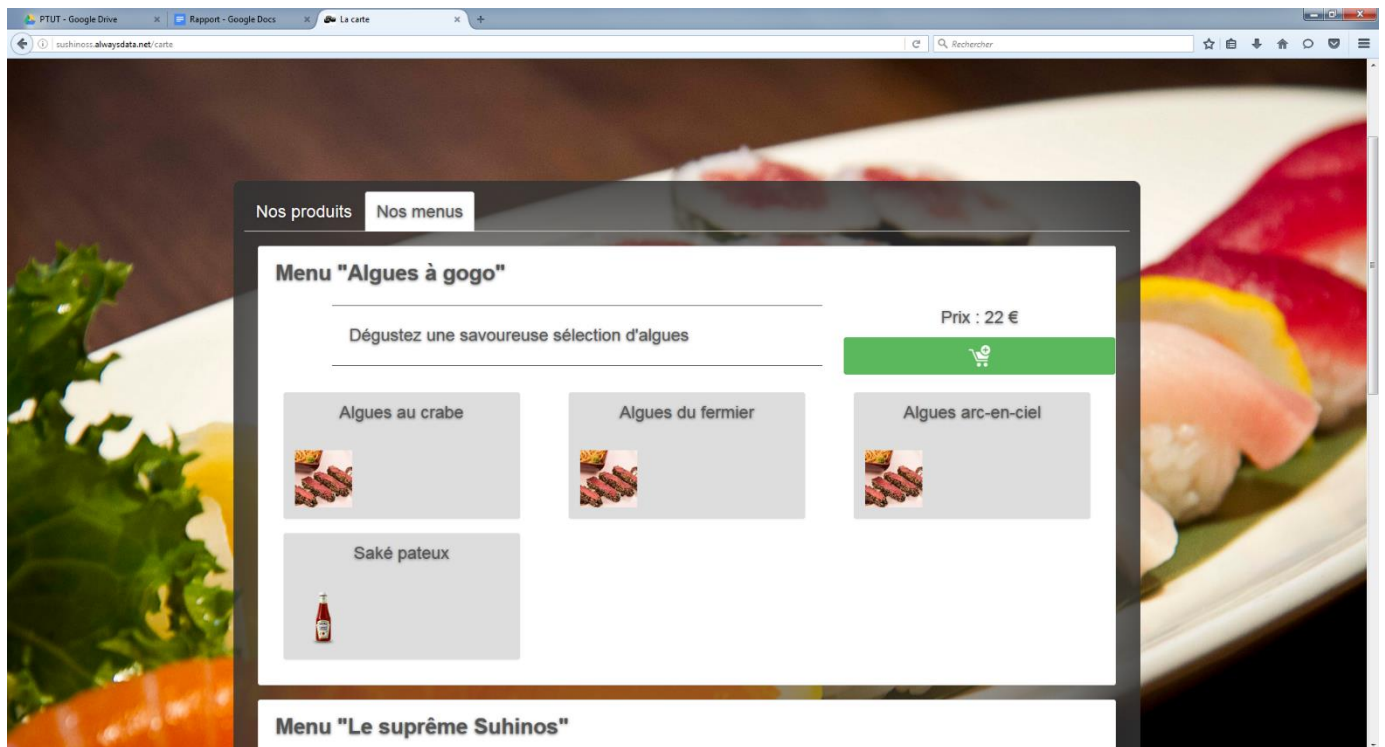 PTUT - Google Drive
Rapport - Google Docs
La carte
sushinoss.alwaysdata.net/carte
Rechercher
Nos produits
Nos menus
Menu "Algues à gogo"
Dégustez une savoureuse sélection d'algues
Prix : 22 €
Algues au crabe
Algues du fermier
Algues arc-en-ciel
Saké pateux
Menu "Le suprême Suhinos"